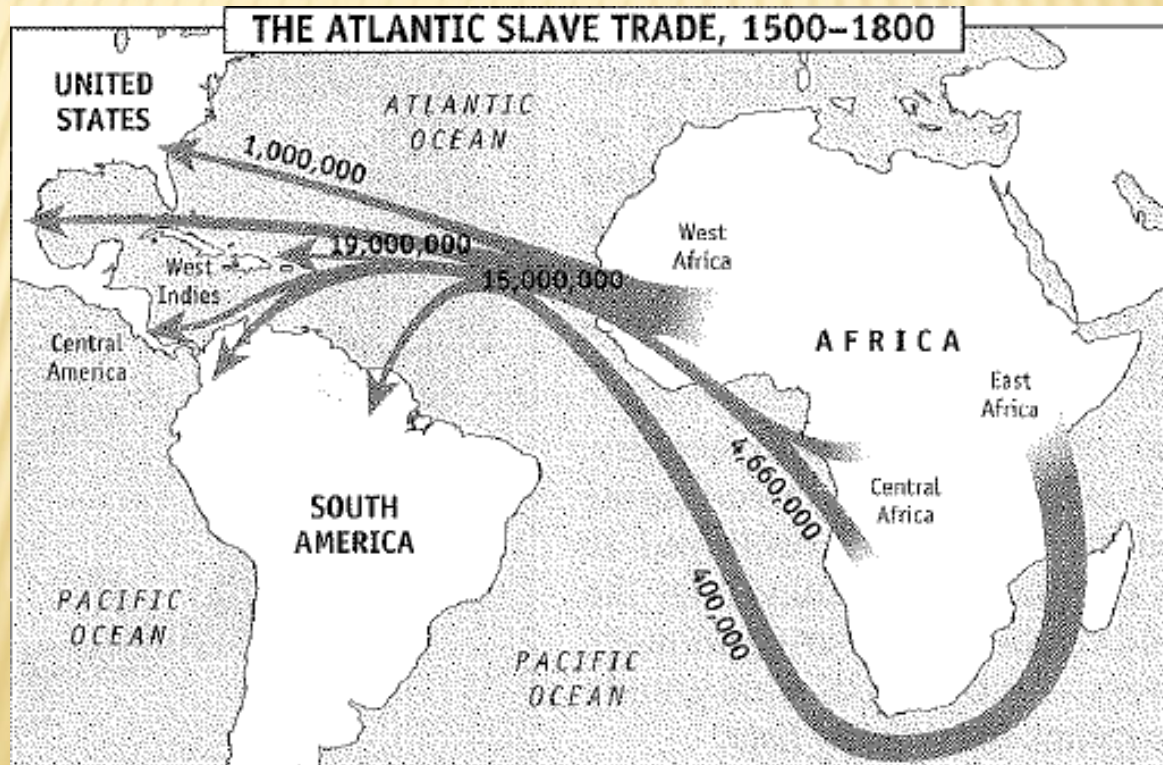 THE ATLANTIC SLAVE TRADE, 1500–1800
UNITED
STATES
ATLANTIC
OCEAN
1,000,000
19,000,000
15,000,000
West
Indies
West
Africa
AFRICA
Central
America
East
Africa
4,660,000
Central
Africa
SOUTH
AMERICA
400,000
PACIFIC
OCEAN
PACIFIC
OCEAN